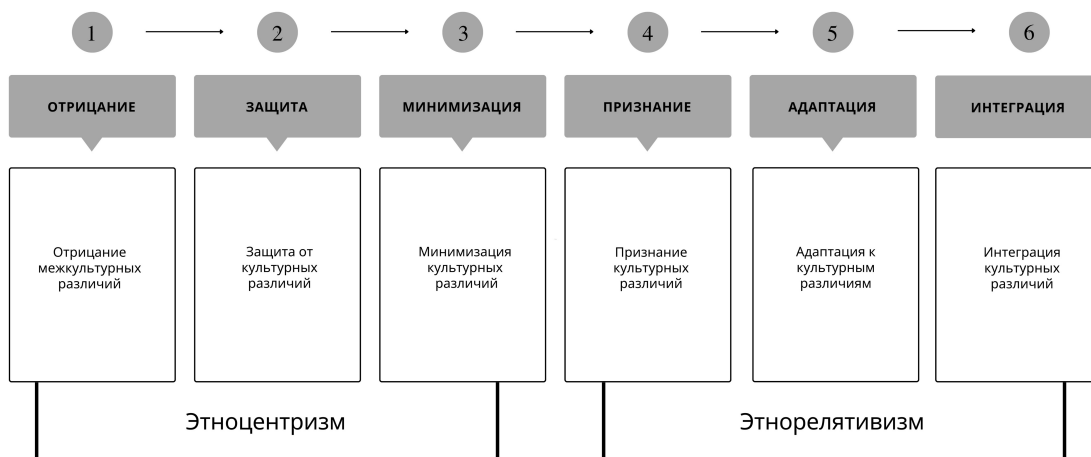 1
2
3
4
5
6
ОТРИЦАНИЕ
ЗАЩИТА
МИНИМИЗАЦИЯ
ПРИЗНАНИЕ
АДАПТАЦИЯ
ИНТЕГРАЦИЯ
Отрицание
межкультурных
различий
Защита от
культурных
различий
Минимизация
культурных
различий
Признание
культурных
различий
Адаптация к
культурным
различиям
Интеграция
культурных
различий
Этноцентризм
Этнорелятивизм